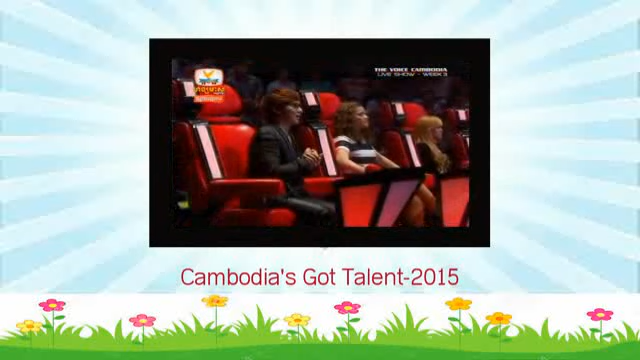 THE VOICE CAMBODIA
LIVE SHOW - WEEK 3
Cambodia's Got Talent-2015